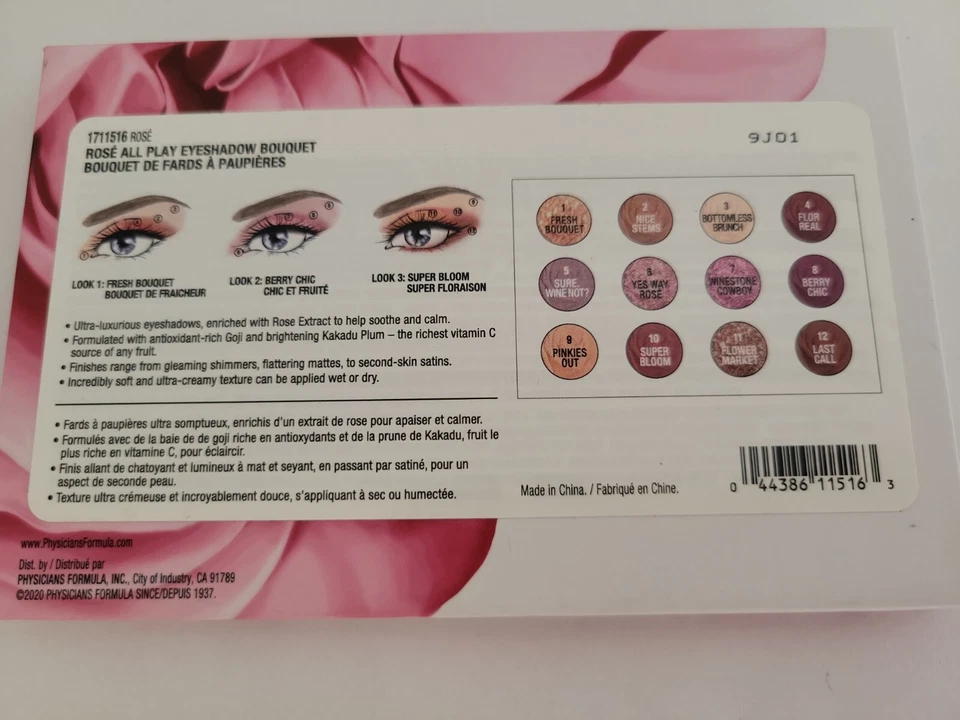 1711516 ROSÉ
ROSÉ ALL PLAY EYESHADOW BOUQUET
BOUQUET DE FARDS À PAUPIÈRES
9J01
LOOK 1: FRESH BOUQUET
BOUQUET DE FRAICHEUR
LOOK 2: BERRY CHIC
CHIC ET FRUITÉ
LOOK 3: SUPER BLOOM
SUPER FLORAISON
• Ultra-luxurious eyeshadows, enriched with Rose Extract to help soothe and calm.
• Formulated with antioxidant-rich Goji and brightening Kakadu Plum – the richest vitamin C
source of any fruit.
• Finishes range from gleaming shimmers, flattering mattes, to second-skin satins.
• Incredibly soft and ultra-creamy texture can be applied wet or dry.
• Fards à paupières ultra somptueux, enrichis d'un extrait de rose pour apaiser et calmer.
• Formulés avec de la baie de de goji riche en antioxydants et de la prune de Kakadu, fruit le
plus riche en vitamine C, pour éclaircir.
• Finis allant de chatoyant et lumineux à mat et seyant, en passant par satiné, pour un
aspect de seconde peau.
• Texture ultra crémeuse et incroyablement douce, s'appliquant à sec ou humectée.
1
FRESH
BOUQUET
2
NICE
STEMS
3
BOTTOMLESS
BRUNCH
4
FLOR
REAL
5
SURE,
WINE NOT?
6
YES WAY
ROSÉ
7
WINESTONE
COWBOY
8
BERRY
CHIC
9
PINKIES
OUT
10
SUPER
BLOOM
11
FLOWER
MARKET
12
LAST
CALL
Made in China. / Fabriqué en Chine.
0 44386 11516 3
www.PhysiciansFormula.com
Dist. by / Distribué par
PHYSICIANS FORMULA, INC., City of Industry, CA 91789
©2020 PHYSICIANS FORMULA SINCE/DEPUIS 1937.